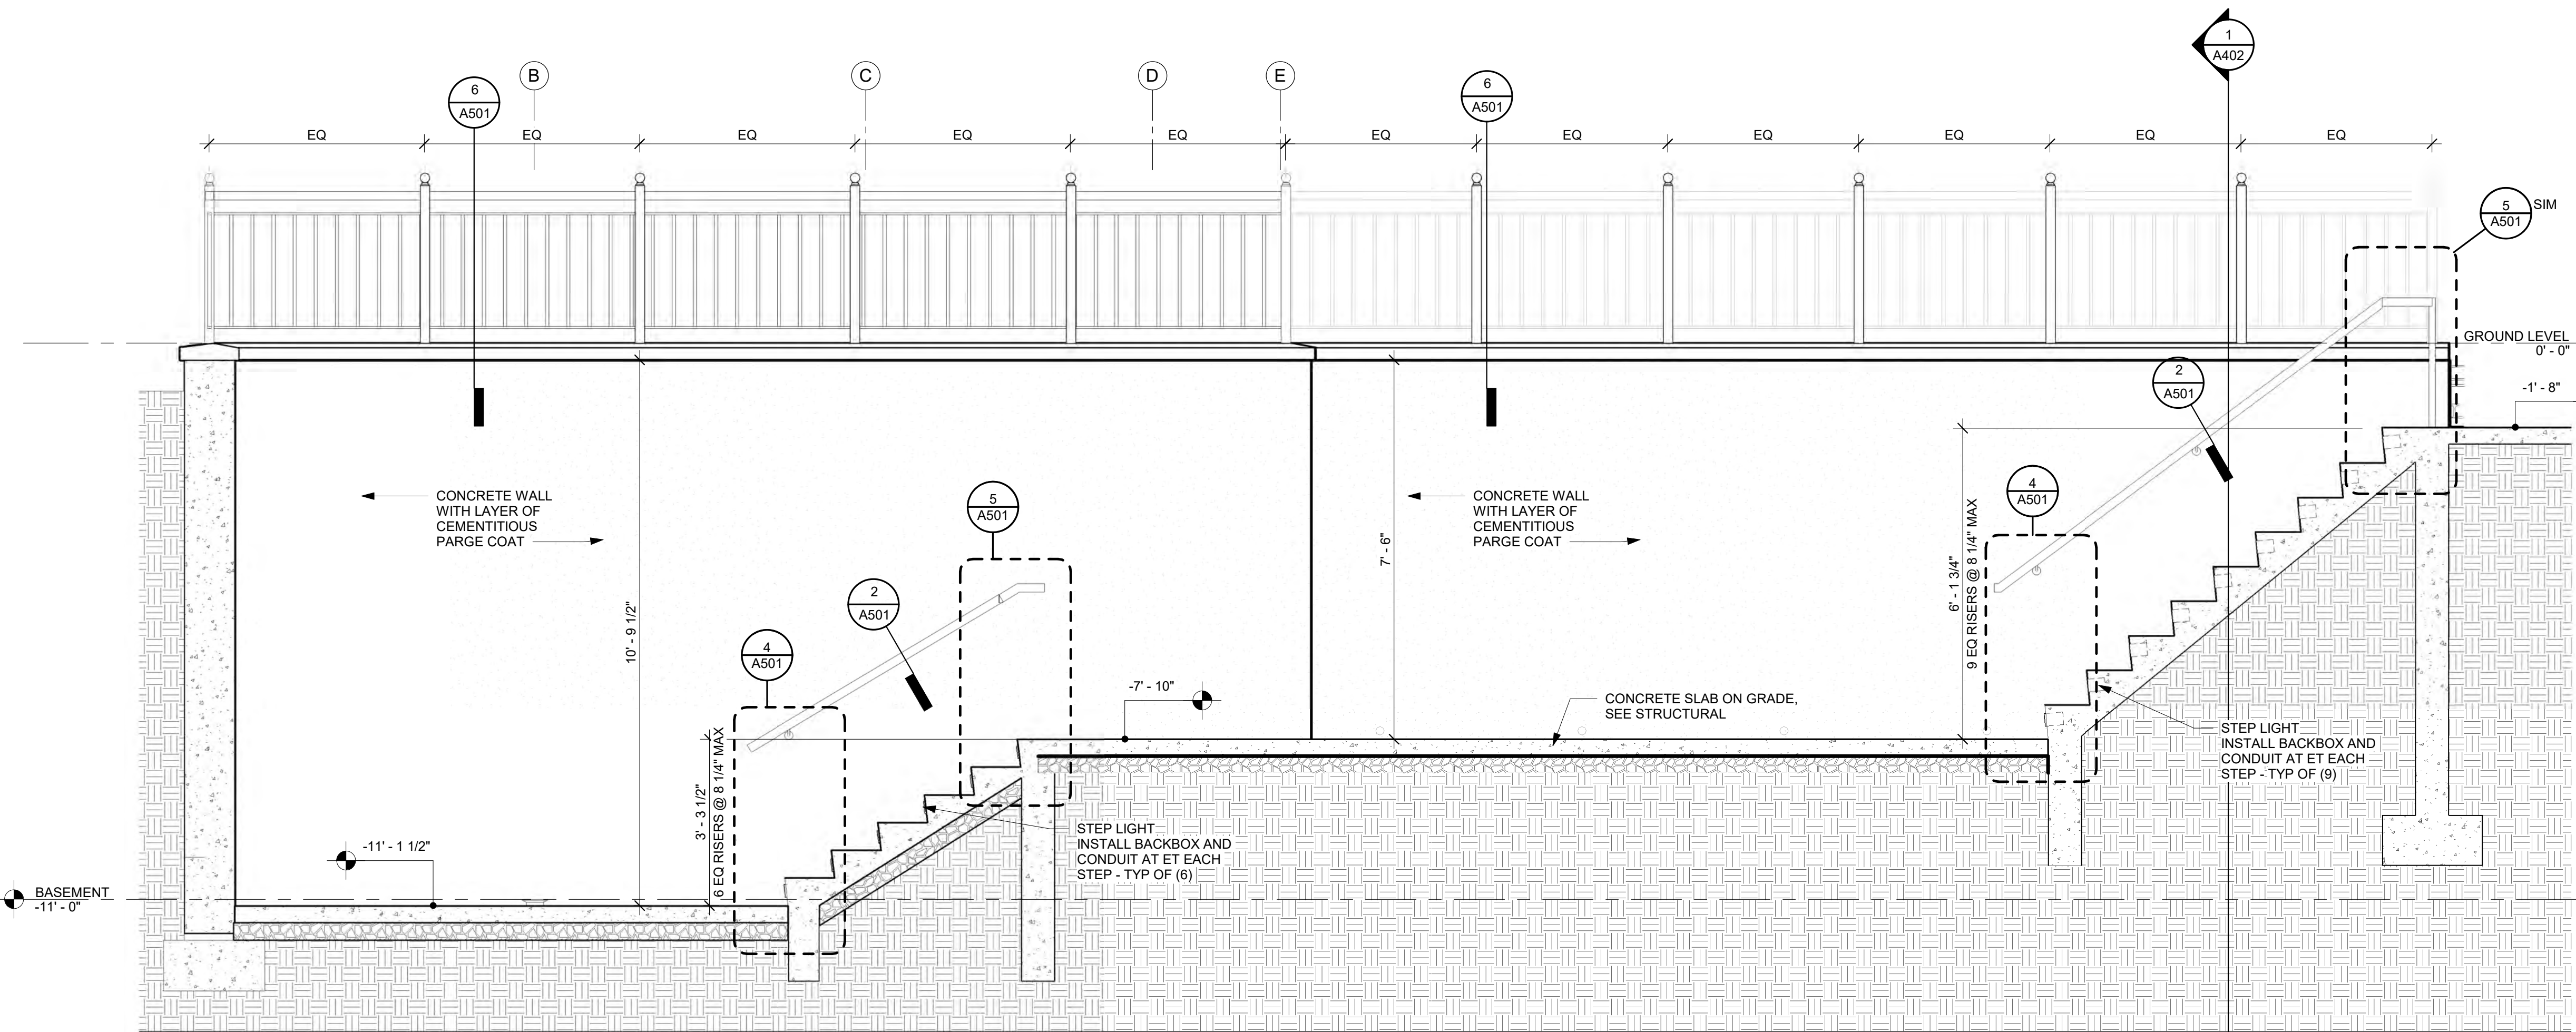 1
A402
B
C
D
E
6
A501
6
A501
EQ
EQ
EQ
EQ
EQ
EQ
EQ
EQ
EQ
EQ
EQ
5
A501
SIM
GROUND LEVEL
0' - 0"
-1' - 8"
2
A501
4
A501
5
A501
CONCRETE WALL
WITH LAYER OF
CEMENTITIOUS
PARGE COAT
CONCRETE WALL
WITH LAYER OF
CEMENTITIOUS
PARGE COAT
7' - 6"
6' - 1 3/4"
9 EQ RISERS @ 8 1/4" MAX
2
A501
10' - 9 1/2"
4
A501
-7' - 10"
CONCRETE SLAB ON GRADE,
SEE STRUCTURAL
STEP LIGHT
INSTALL BACKBOX AND
CONDUIT AT ET EACH
STEP - TYP OF (9)
3' - 3 1/2"
6 EQ RISERS @ 8 1/4" MAX
STEP LIGHT
INSTALL BACKBOX AND
CONDUIT AT ET EACH
STEP - TYP OF (6)
-11' - 1 1/2"
BASEMENT
-11' - 0"